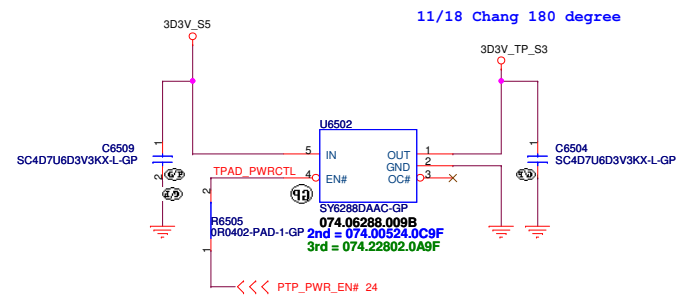 11/18 Chang 180 degree
3D3V_S5
3D3V_TP_S3
U6502
C6509
SC4D7U6D3V3KX-L-GP
1
2
5 IN
OUT 1
GND 2
TPAD_PWRCTL 4 EN#
OC# 3
GP
SY6288DAAC-GP
074.06288.009B
2nd = 074.00524.0C9F
3rd = 074.22802.0A9F
C6504
SC4D7U6D3V3KX-L-GP
1
2
R6505
0R0402-PAD-1-GP
1
PTP_PWR_EN# 24